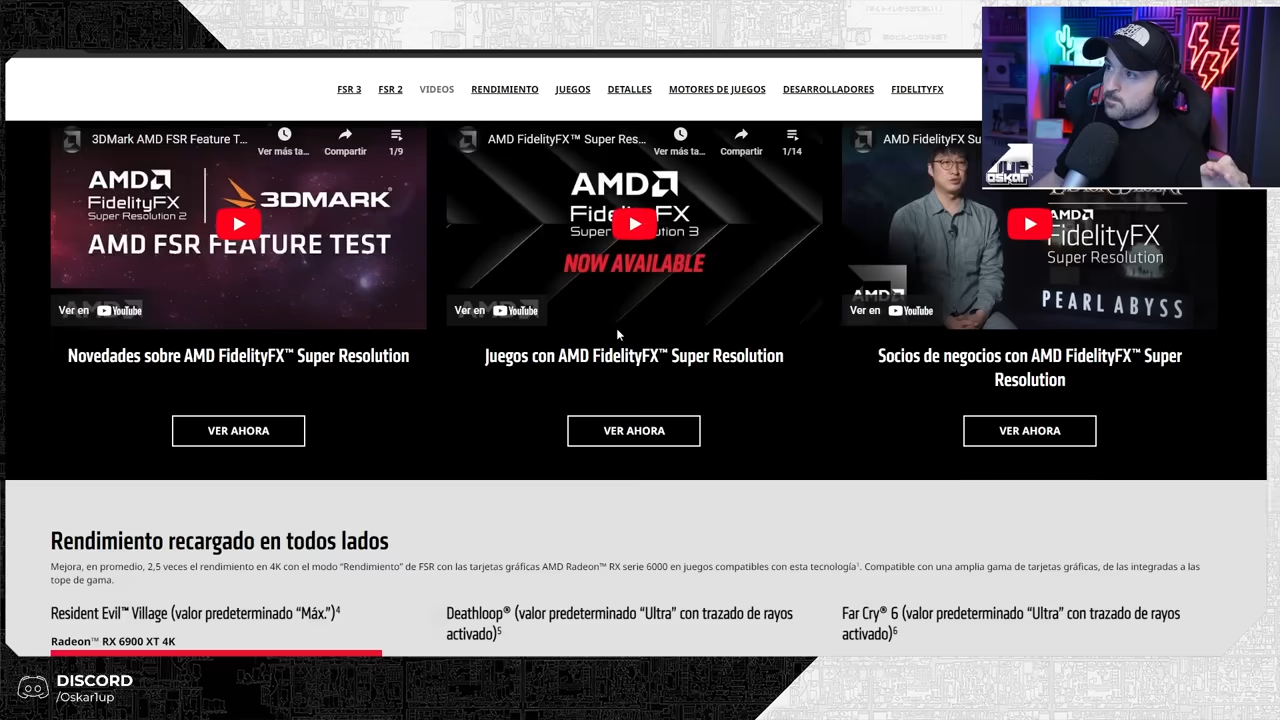 FSR 3 FSR 2 VIDEOS RENDIMIENTO JUEGOS DETALLES MOTORES DE JUEGOS DESARROLLADORES FIDELITYFX
1UP
oskar
3DMark AMD FSR Feature T...
Ver más ta...
Compartir
1/9
AMD
FidelityFX
Super Resolution 2
3DMARK
AMD FSR FEATURE TEST
Ver en YouTube
AMD FidelityFX™ Super Res...
Ver más ta...
Compartir
1/14
AMD
FidelityFX
Super Resolution 3
NOW AVAILABLE
Ver en YouTube
AMD FidelityFX Su
AMD
FidelityFX
Super Resolution
AMD
PEARL ABYSS
Ver en YouTube
Novedades sobre AMD FidelityFX™ Super Resolution
VER AHORA
Juegos con AMD FidelityFX™ Super Resolution
VER AHORA
Socios de negocios con AMD FidelityFX™ Super
Resolution
VER AHORA
Rendimiento recargado en todos lados
Mejora, en promedio, 2,5 veces el rendimiento en 4K con el modo “Rendimiento” de FSR con las tarjetas gráficas AMD Radeon™ RX serie 6000 en juegos compatibles con esta tecnología¹. Compatible con una amplia gama de tarjetas gráficas, de las integradas a las
tope de gama.
Resident Evil™ Village (valor predeterminado “Máx.”)⁴
Radeon™ RX 6900 XT 4K
Deathloop® (valor predeterminado “Ultra” con trazado de rayos
activado)⁵
Far Cry® 6 (valor predeterminado “Ultra” con trazado de rayos
activado)⁶
DISCORD
/Oskar1up